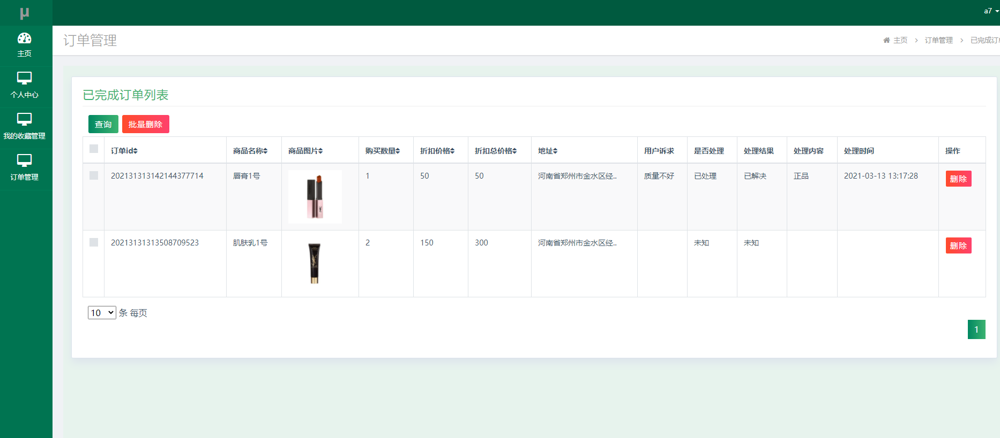 μ
a7
主页
个人中心
我的收藏管理
订单管理
订单管理
主页 订单管理 已完成订
已完成订单列表
查询 批量删除
订单id 商品名称 商品图片 购买数量 折扣价格 折扣总价格 地址 用户诉求 是否处理 处理结果 处理内容 处理时间 操作
202131313142144377714 唇膏1号 1 50 50 河南省郑州市金水区经.. 质量不好 已处理 已解决 正品 2021-03-13 13:17:28 删除
20213131313508709523 肌肤乳1号 2 150 300 河南省郑州市金水区经.. 未知 未知 删除
10 条 每页
1